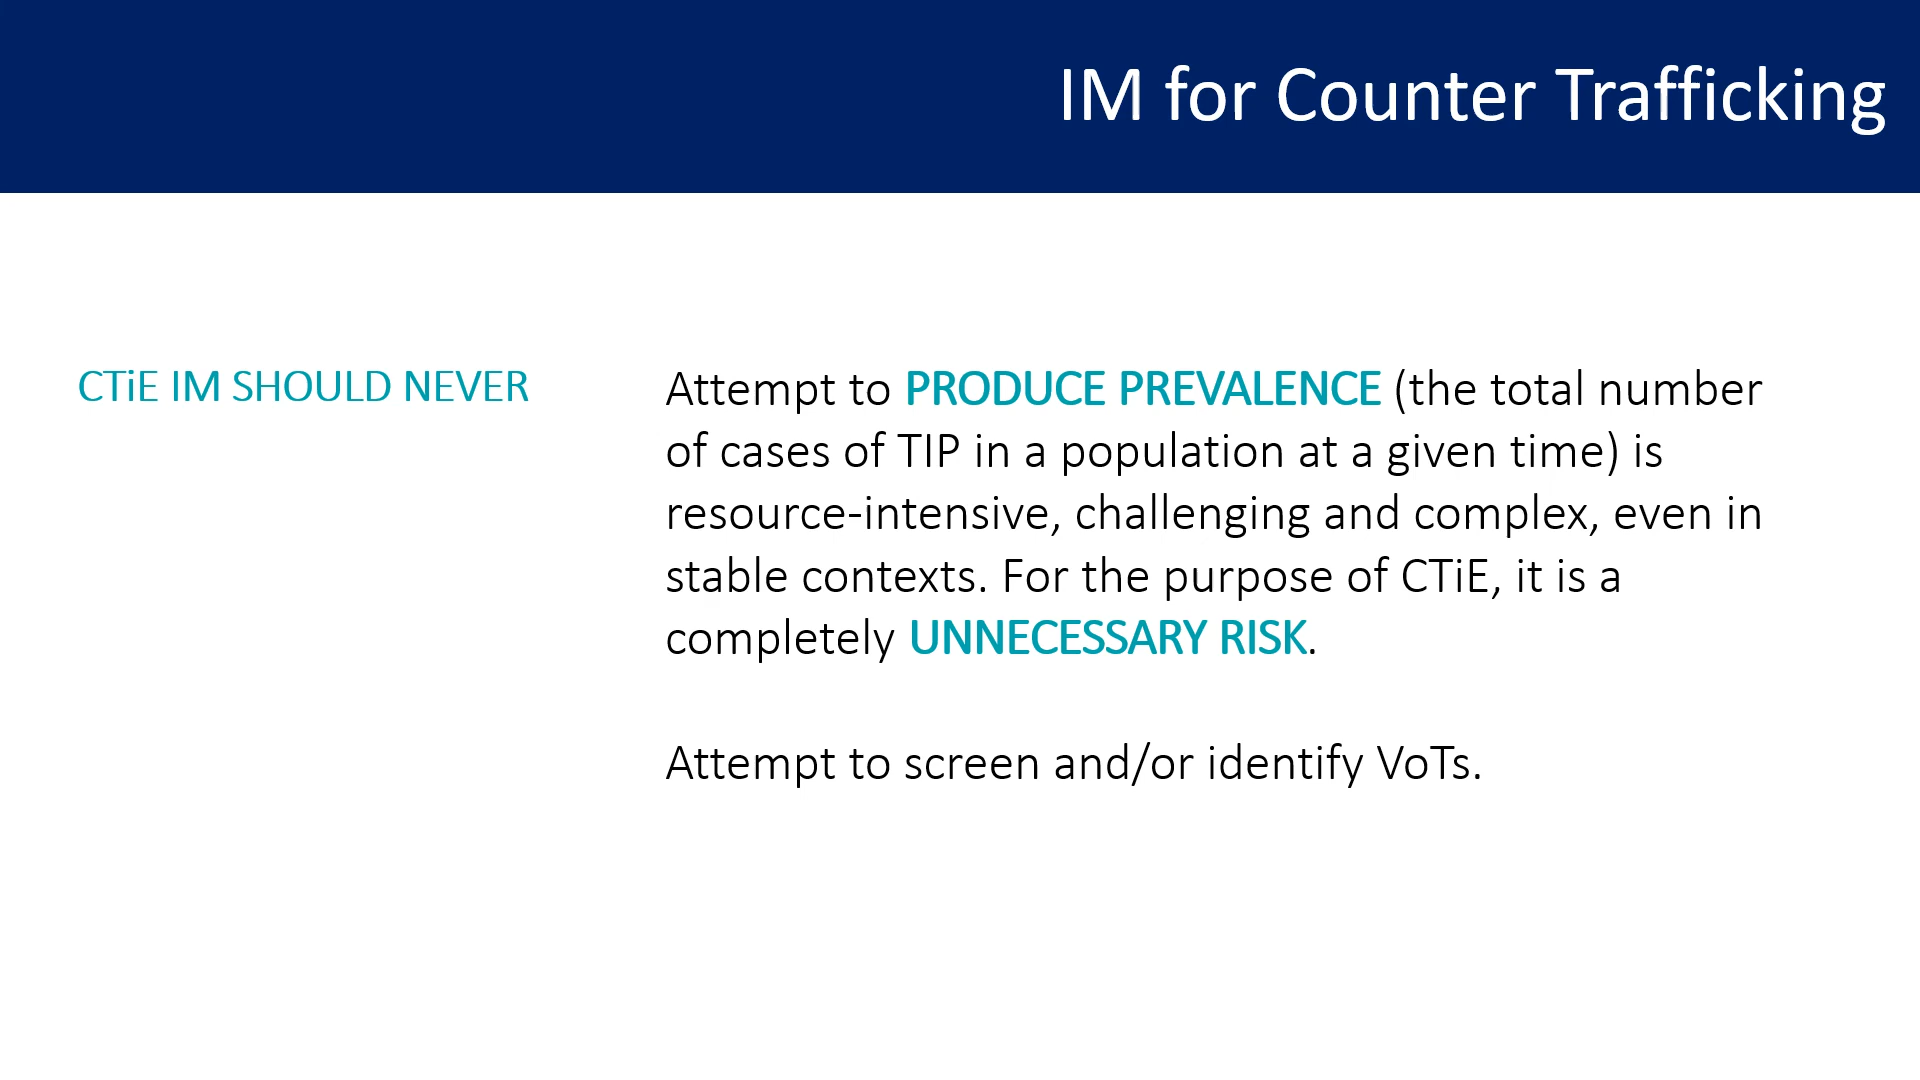 IM for Counter Trafficking
CTiE IM SHOULD NEVER
Attempt to PRODUCE PREVALENCE (the total number
of cases of TIP in a population at a given time) is
resource-intensive, challenging and complex, even in
stable contexts. For the purpose of CTiE, it is a
completely UNNECESSARY RISK.
Attempt to screen and/or identify VoTs.